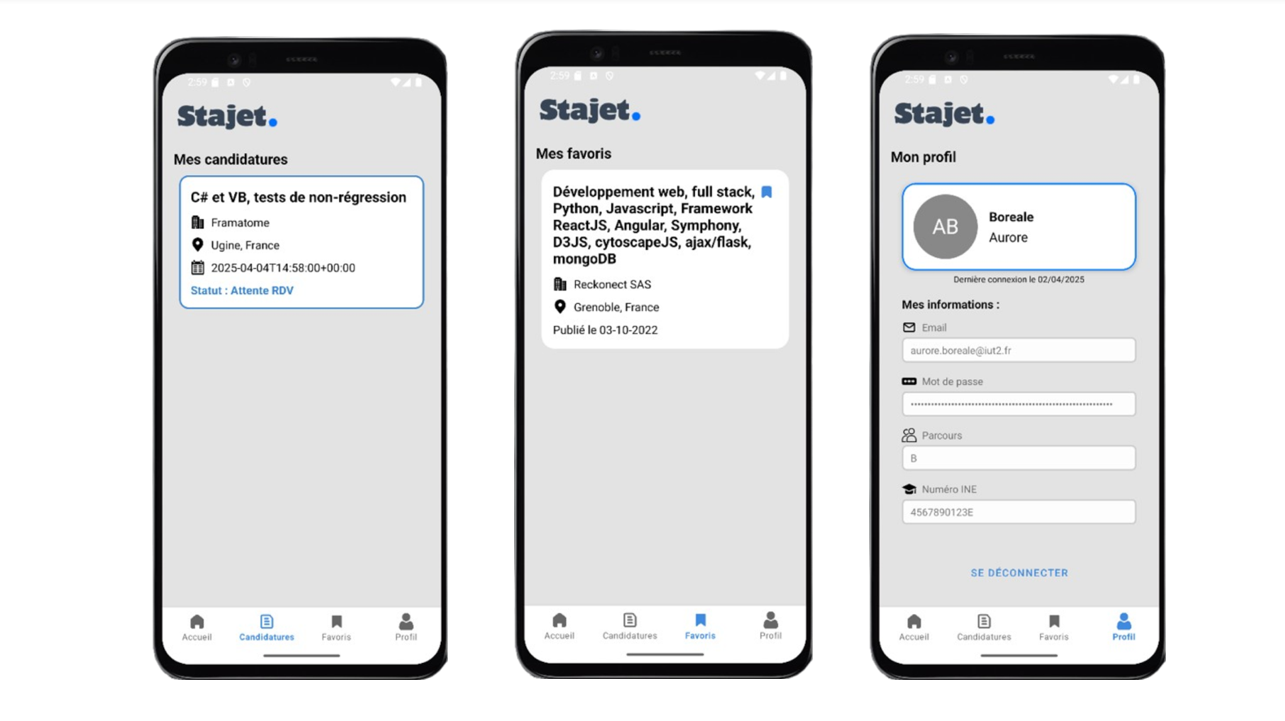 2:59
Stajet.
Mes candidatures
C# et VB, tests de non-régression
Framatome
Ugine, France
2025-04-04T14:58:00+00:00
Statut : Attente RDV
Accueil
Candidatures
Favoris
Profil
2:59
Stajet.
Mes favoris
Développement web, full stack,
Python, Javascript, Framework
ReactJS, Angular, Symphony,
D3JS, cytoscapeJS, ajax/flask,
mongoDB
Reckonect SAS
Grenoble, France
Publié le 03-10-2022
Accueil
Candidatures
Favoris
Profil
2:59
Stajet.
Mon profil
AB
Boreale
Aurore
Dernière connexion le 02/04/2025
Mes informations :
Email
aurore.boreale@iut2.fr
Mot de passe
Parcours
B
Numéro INE
4567890123E
SE DÉCONNECTER
Accueil
Candidatures
Favoris
Profil